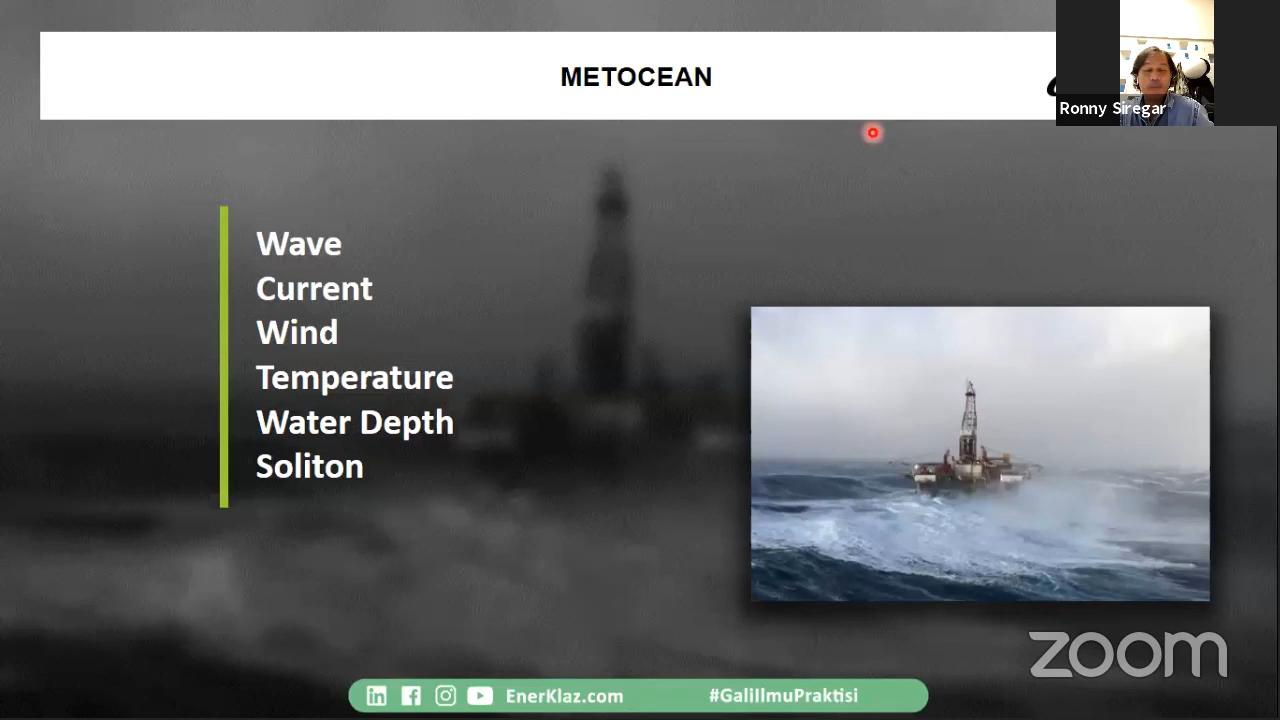 METOCEAN
Ronny Siregar
Wave
Current
Wind
Temperature
Water Depth
Soliton
zoom
EnerKlaz.com
#GaliIlmuPraktisi